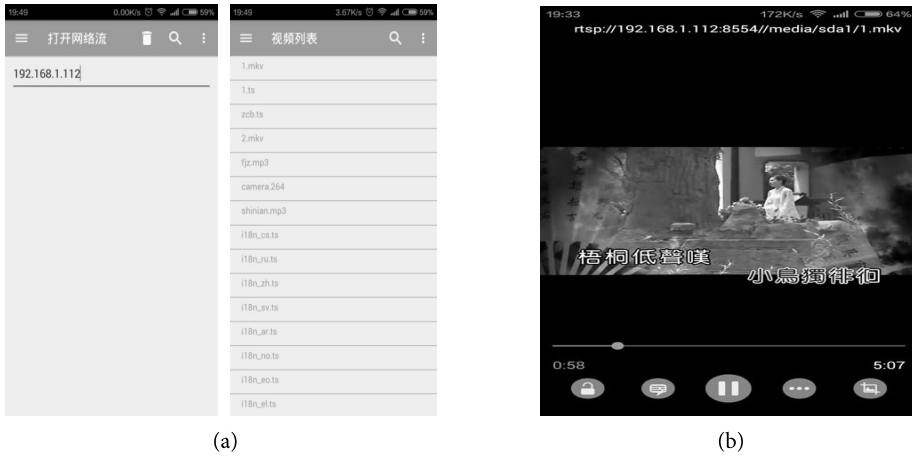 19:49 0.00K/s 59%
打开网络流
192.168.1.112
19:49 3.67K/s 59%
视频列表
1.mkv
1.ts
zcb.ts
2.mkv
fjz.mp3
camera.264
shinian.mp3
i18n_cs.ts
i18n_ru.ts
i18n_zh.ts
i18n_sv.ts
i18n_ar.ts
i18n_no.ts
i18n_eo.ts
i18n_el.ts
(a)
19:33 172K/s 64%
rtsp://192.168.1.112:8554//media/sda1/1.mkv
梧桐低聲嘆
小鳥獨徘徊
0:58 5:07
(b)